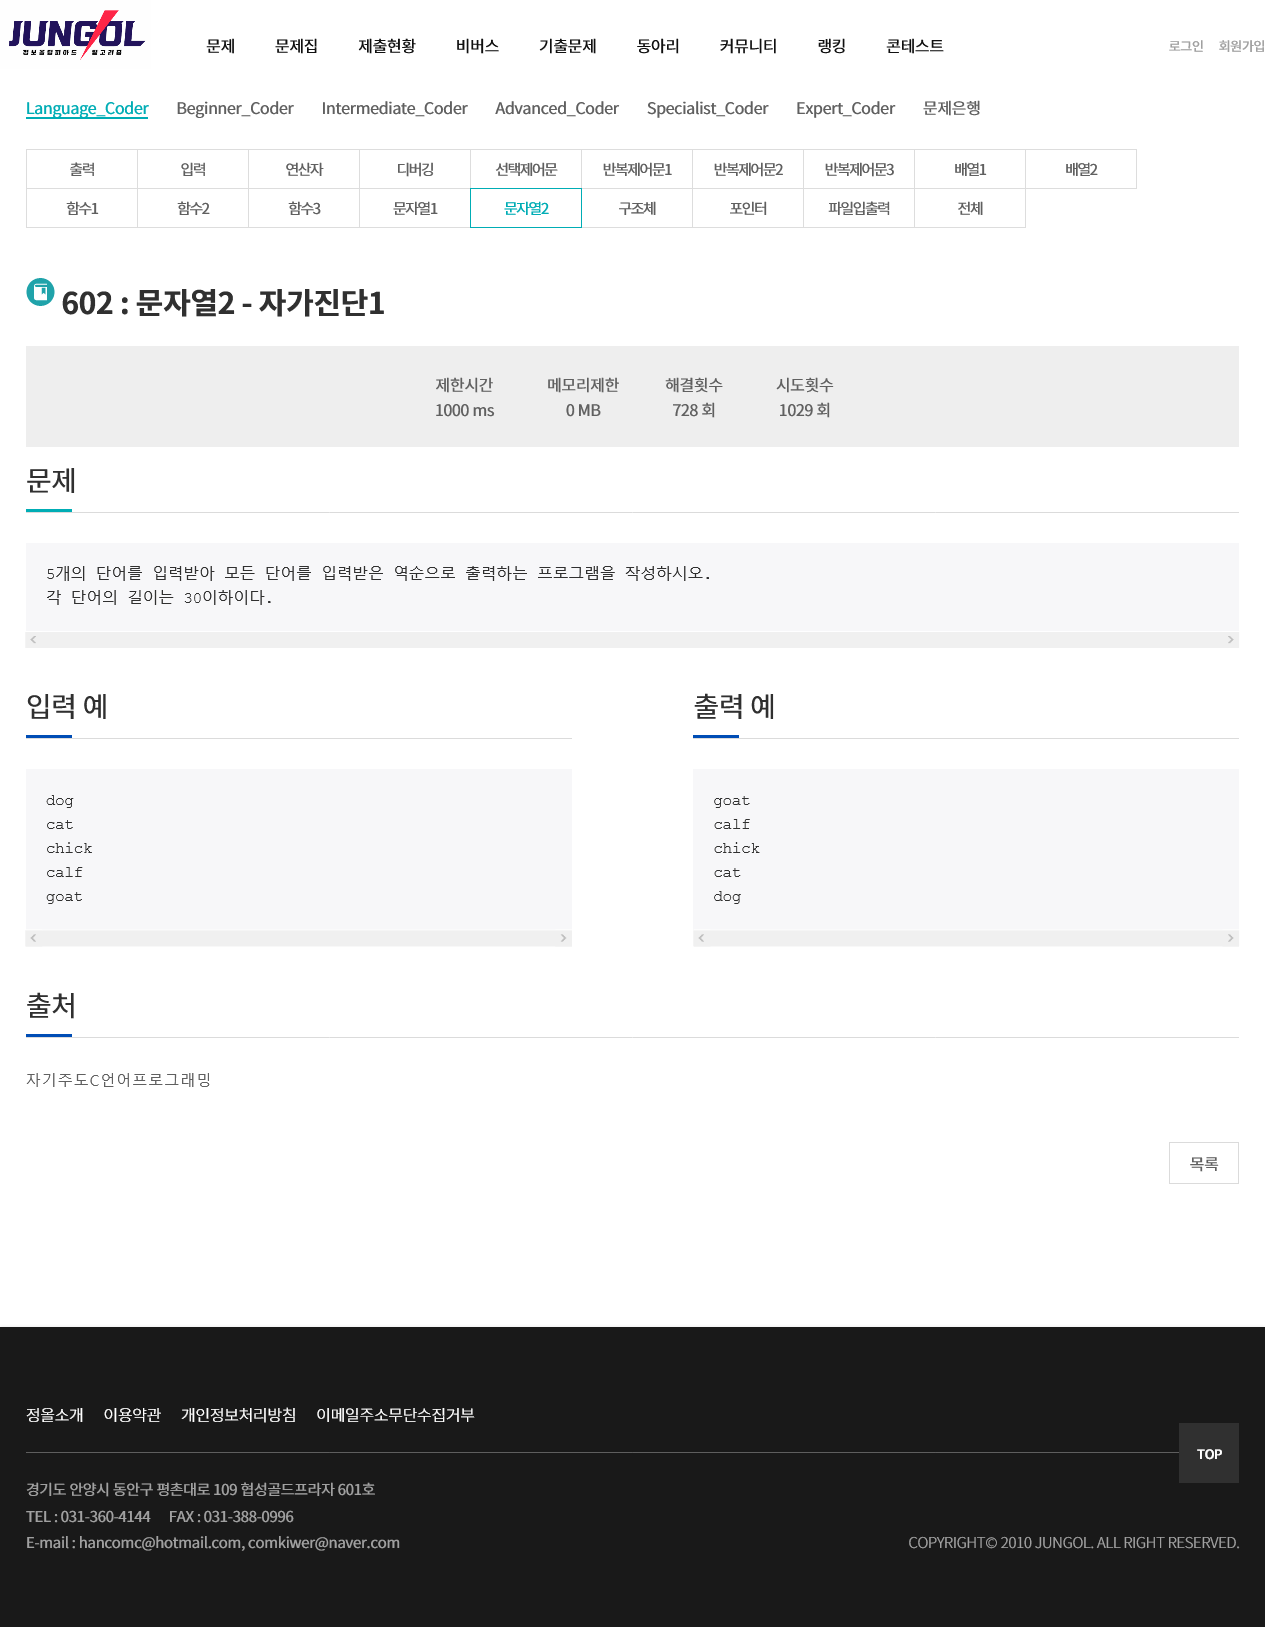 JUNGOL
정보올림피아드 알고리즘
문제 문제집 제출현황 비버스 기출문제 동아리 커뮤니티 랭킹 콘테스트 로그인 회원가입
Language_Coder Beginner_Coder Intermediate_Coder Advanced_Coder Specialist_Coder Expert_Coder 문제은행
출력 입력 연산자 디버깅 선택제어문 반복제어문1 반복제어문2 반복제어문3 배열1 배열2
함수1 함수2 함수3 문자열1 문자열2 구조체 포인터 파일입출력 전체
602 : 문자열2 - 자가진단1
제한시간 메모리제한 해결횟수 시도횟수
1000 ms 0 MB 728 회 1029 회
문제
5개의 단어를 입력받아 모든 단어를 입력받은 역순으로 출력하는 프로그램을 작성하시오.
각 단어의 길이는 30이하이다.
입력 예
dog
cat
chick
calf
goat
출력 예
goat
calf
chick
cat
dog
출처
자기주도C언어프로그래밍
목록
정올소개 이용약관 개인정보처리방침 이메일주소무단수집거부
TOP
경기도 안양시 동안구 평촌대로 109 협성골드프라자 601호
TEL : 031-360-4144 FAX : 031-388-0996
E-mail : hancomc@hotmail.com, comkiwer@naver.com
COPYRIGHT© 2010 JUNGOL. ALL RIGHT RESERVED.